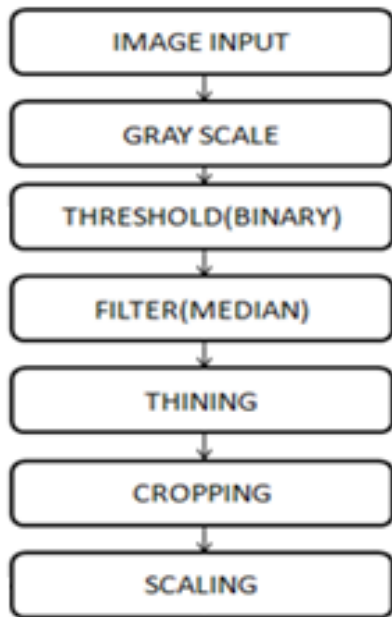 IMAGE INPUT
GRAY SCALE
THRESHOLD(BINARY)
FILTER(MEDIAN)
THINING
CROPPING
SCALING